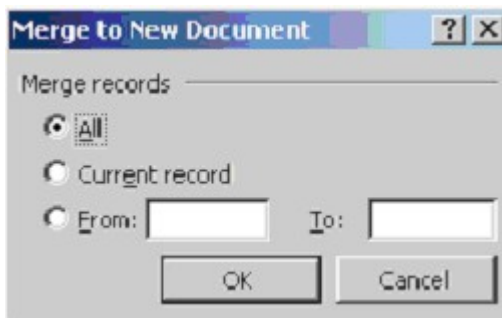 Merge to New Document ? X
Merge records
All
Current record
From: To:
OK Cancel